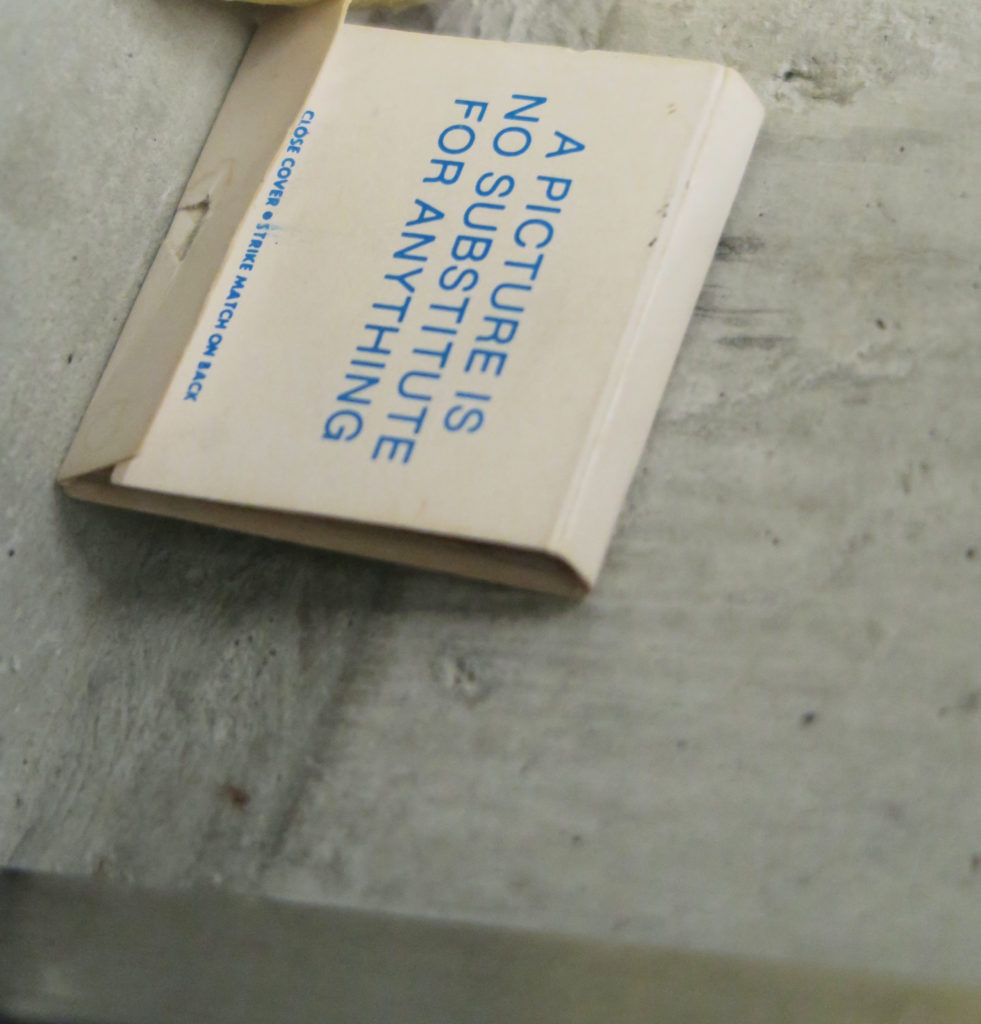 A PICTURE IS
NO SUBSTITUTE
FOR ANYTHING
CLOSE COVER ● STRIKE MATCH ON BACK